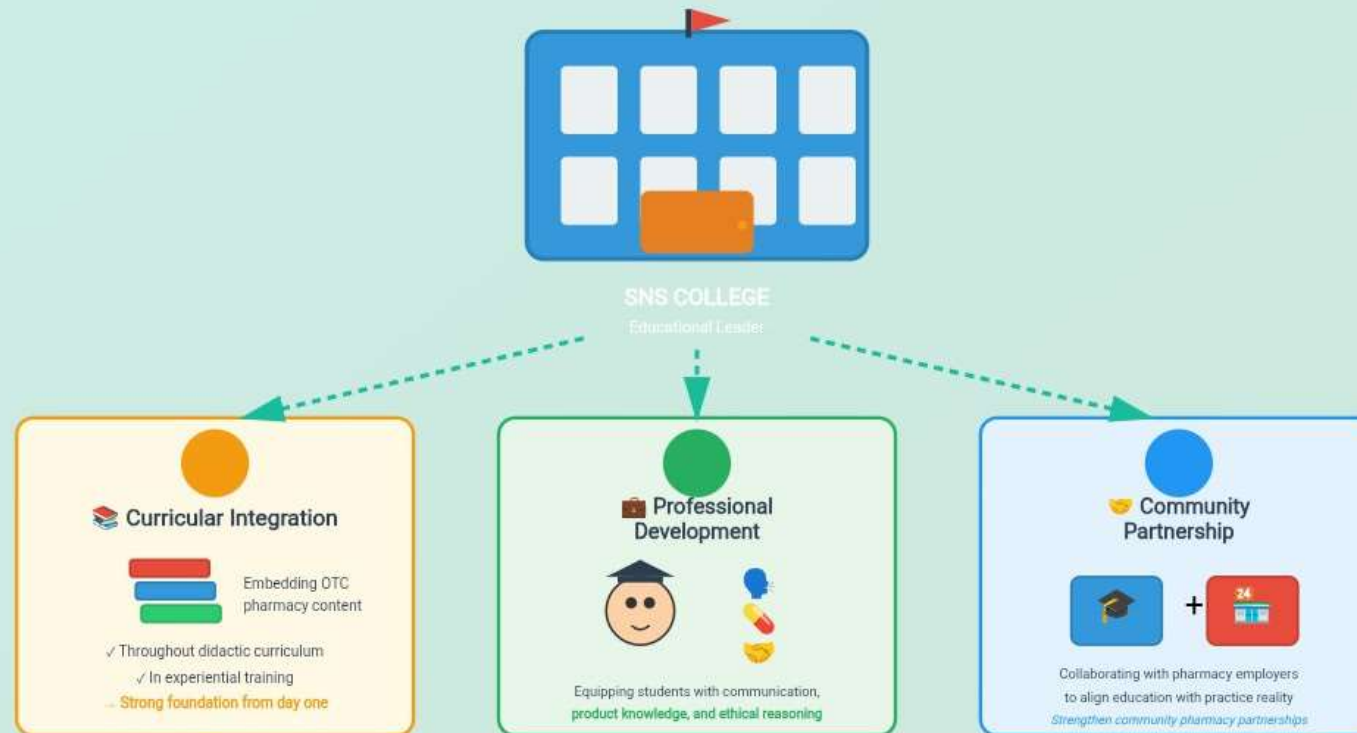 SNS COLLEGE
Educational Leader
📚 Curricular Integration
Embedding OTC
pharmacy content
✓ Throughout didactic curriculum
✓ In experiential training
→ Strong foundation from day one
💼 Professional
Development
Equipping students with communication,
product knowledge, and ethical reasoning
🤝 Community
Partnership
+
24
Collaborating with pharmacy employers
to align education with practice reality
Strengthen community pharmacy partnerships